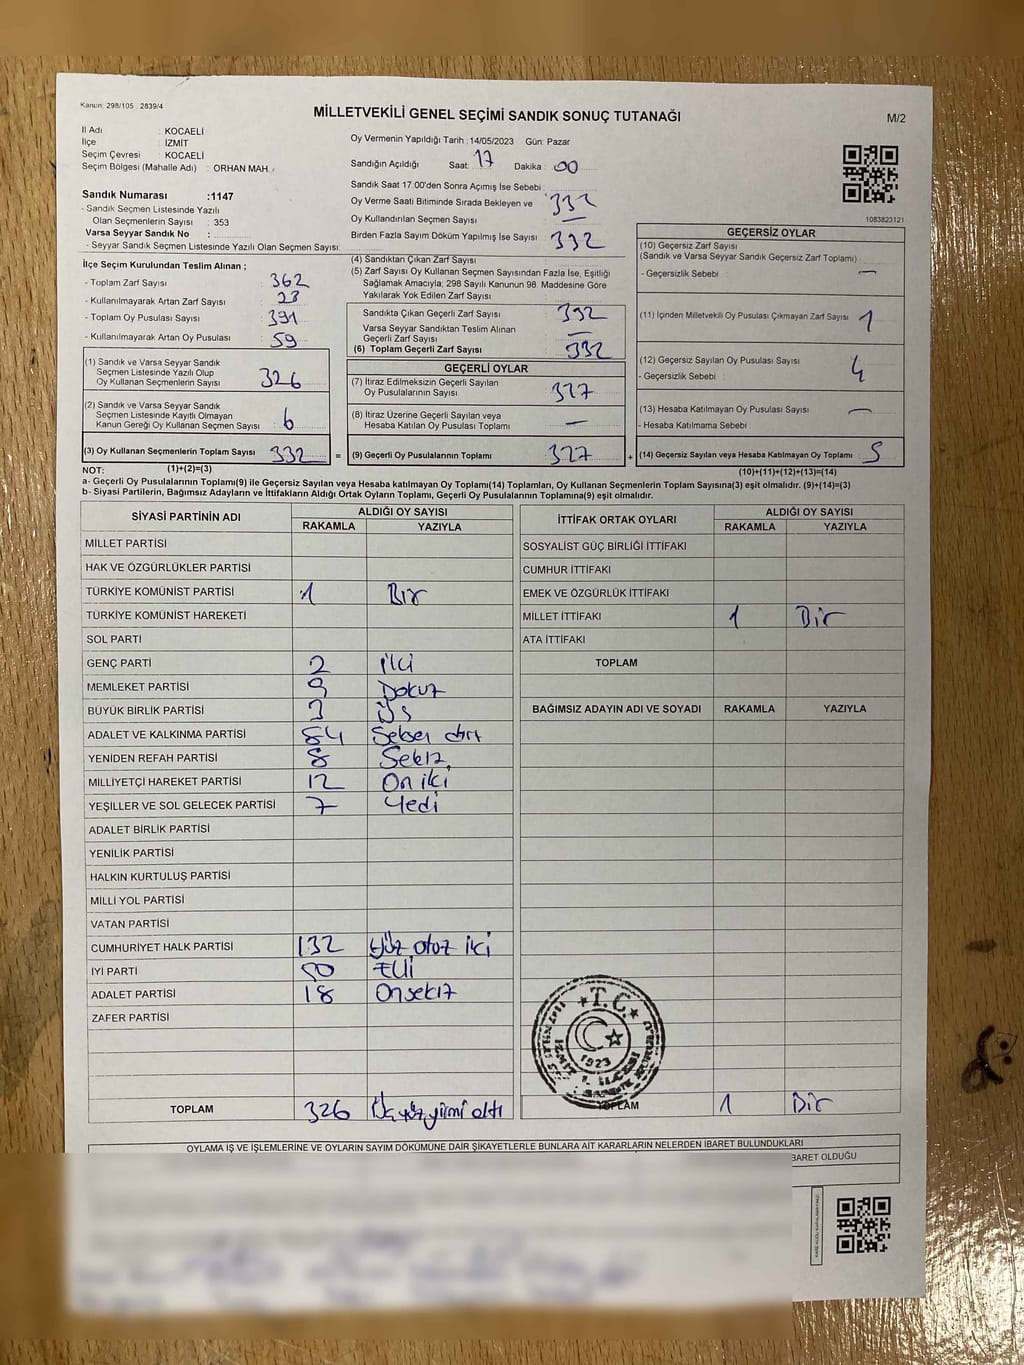 Kanun: 298/105 , 2839/4
MİLLETVEKİLİ GENEL SEÇİMİ SANDIK SONUÇ TUTANAĞI
M/2
İl Adı : KOCAELİ
İlçe : İZMİT
Seçim Çevresi : KOCAELİ
Seçim Bölgesi (Mahalle Adı) : ORHAN MAH.
Oy Vermenin Yapıldığı Tarih : 14/05/2023 Gün: Pazar
Sandığın Açıldığı Saat: 17 Dakika : 00
Sandık Saat 17:00'den Sonra Açımış İse Sebebi :
Sandık Numarası :1147
- Sandık Seçmen Listesinde Yazılı
Olan Seçmenlerin Sayısı : 353
Varsa Seyyar Sandık No :
- Seyyar Sandık Seçmen Listesinde Yazılı Olan Seçmen Sayısı:
Oy Verme Saati Bitiminde Sırada Bekleyen ve
Oy Kullandırılan Seçmen Sayısı 332
Birden Fazla Sayım Döküm Yapılmış İse Sayısı : 332
1083823121
İlçe Seçim Kurulundan Teslim Alınan ;
- Toplam Zarf Sayısı : 362
- Kullanılmayarak Artan Zarf Sayısı : 23
- Toplam Oy Pusulası Sayısı : 391
- Kullanılmayarak Artan Oy Pusulası : 59
(1) Sandık ve Varsa Seyyar Sandık
Seçmen Listesinde Yazılı Olup
Oy Kullanan Seçmenlerin Sayısı : 326
(2) Sandık ve Varsa Seyyar Sandık
Seçmen Listesinde Kayıtlı Olmayan
Kanun Gereği Oy Kullanan Seçmen Sayısı : 6
(3) Oy Kullanan Seçmenlerin Toplam Sayısı : 332
(1)+(2)=(3)
(4) Sandıktan Çıkan Zarf Sayısı :
(5) Zarf Sayısı Oy Kullanan Seçmen Sayısından Fazla İse, Eşitliği
Sağlamak Amacıyla; 298 Sayılı Kanunun 98. Maddesine Göre
Yakılarak Yok Edilen Zarf Sayısı :
Sandıkta Çıkan Geçerli Zarf Sayısı : 332
Varsa Seyyar Sandıktan Teslim Alınan
Geçerli Zarf Sayısı : —
(6) Toplam Geçerli Zarf Sayısı : 332
GEÇERLİ OYLAR
(7) İtiraz Edilmeksizin Geçerli Sayılan
Oy Pusulalarının Sayısı : 327
(8) İtiraz Üzerine Geçerli Sayılan veya
Hesaba Katılan Oy Pusulası Toplamı : —
= (9) Geçerli Oy Pusulalarının Toplamı : 327
GEÇERSİZ OYLAR
(10) Geçersiz Zarf Sayısı
(Sandık ve Varsa Seyyar Sandık Geçersiz Zarf Toplamı)
- Geçersizlik Sebebi : —
(11) İçinden Milletvekili Oy Pusulası Çıkmayan Zarf Sayısı : 1
(12) Geçersiz Sayılan Oy Pusulası Sayısı : 4
- Geçersizlik Sebebi :
(13) Hesaba Katılmayan Oy Pusulası Sayısı : —
- Hesaba Katılmama Sebebi
+ (14) Geçersiz Sayılan veya Hesaba Katılmayan Oy Toplamı : 5
(10)+(11)+(12)+(13)=(14)
NOT:
a- Geçerli Oy Pusulalarının Toplamı(9) ile Geçersiz Sayılan veya Hesaba katılmayan Oy Toplamı(14) Toplamları, Oy Kullanan Seçmenlerin Toplam Sayısına(3) eşit olmalıdır. (9)+(14)=(3)
b- Siyasi Partilerin, Bağımsız Adayların ve İttifakların Aldığı Ortak Oyların Toplamı, Geçerli Oy Pusulalarının Toplamına(9) eşit olmalıdır.
SİYASİ PARTİNİN ADI ALDIĞI OY SAYISI
RAKAMLA YAZIYLA
MİLLET PARTİSİ
HAK VE ÖZGÜRLÜKLER PARTİSİ
TÜRKİYE KOMÜNİST PARTİSİ 1 Bir
TÜRKİYE KOMÜNİST HAREKETİ
SOL PARTİ
GENÇ PARTİ 2 iki
MEMLEKET PARTİSİ 9 Dokuz
BÜYÜK BİRLİK PARTİSİ 3 Üç
ADALET VE KALKINMA PARTİSİ 84 Seksen dört
YENİDEN REFAH PARTİSİ 8 Sekiz
MİLLİYETÇİ HAREKET PARTİSİ 12 On iki
YEŞİLLER VE SOL GELECEK PARTİSİ 7 Yedi
ADALET BİRLİK PARTİSİ
YENİLİK PARTİSİ
HALKIN KURTULUŞ PARTİSİ
MİLLİ YOL PARTİSİ
VATAN PARTİSİ
CUMHURİYET HALK PARTİSİ 132 yüz otuz iki
İYİ PARTİ 50 Elli
ADALET PARTİSİ 18 Onsekiz
ZAFER PARTİSİ
TOPLAM 326 Üç yüz yirmi altı
İTTİFAK ORTAK OYLARI ALDIĞI OY SAYISI
RAKAMLA YAZIYLA
SOSYALİST GÜÇ BİRLİĞİ İTTİFAKI
CUMHUR İTTİFAKI
EMEK VE ÖZGÜRLÜK İTTİFAKI
MİLLET İTTİFAKI 1 Bir
ATA İTTİFAKI
TOPLAM
BAĞIMSIZ ADAYIN ADI VE SOYADI RAKAMLA YAZIYLA
T.C.
1923
TOPLAM 1 Bir
OYLAMA İŞ VE İŞLEMLERİNE VE OYLARIN SAYIM DÖKÜMÜNE DAİR ŞİKAYETLERLE BUNLARA AİT KARARLARIN NELERDEN İBARET BULUNDUKLARI
BARET OLDUĞU